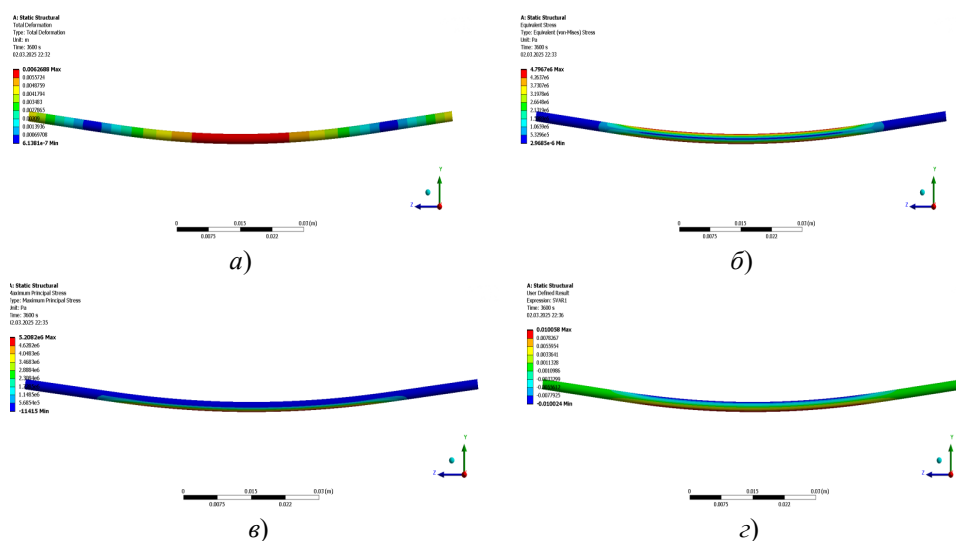 A: Static Structural
Total Deformation
Type: Total Deformation
Unit: m
Time: 3600 s
02.03.2025 22:32
0.0062688 Max
0.0055724
0.0048759
0.0041794
0.003483
0.0027865
0.0013936
0.00069708
6.1381e-7 Min
Y
Z
0 0.015 0.03 (m)
0.0075 0.022
а)
A: Static Structural
Equivalent Stress
Type: Equivalent (von-Mises) Stress
Unit: Pa
Time: 3600 s
02.03.2025 22:33
4.7967e6 Max
4.2637e6
3.7307e6
3.1978e6
2.6648e6
1.0659e6
5.3296e5
2.9685e-6 Min
Y
Z
0 0.015 0.03 (m)
0.0075 0.022
б)
A: Static Structural
Maximum Principal Stress
Type: Maximum Principal Stress
Unit: Pa
Time: 3600 s
02.03.2025 22:35
5.2082e6 Max
4.6282e6
4.0483e6
3.4683e6
2.8884e6
1.1485e6
5.6854e5
-11415 Min
Y
Z
0 0.015 0.03 (m)
0.0075 0.022
в)
A: Static Structural
User Defined Result
Expression: SVAR1
Time: 3600 s
02.03.2025 22:36
0.010058 Max
0.0078267
0.0055954
0.0033641
0.0011328
-0.0010986
-0.0077925
-0.010024 Min
Y
Z
0 0.015 0.03 (m)
0.0075 0.022
г)